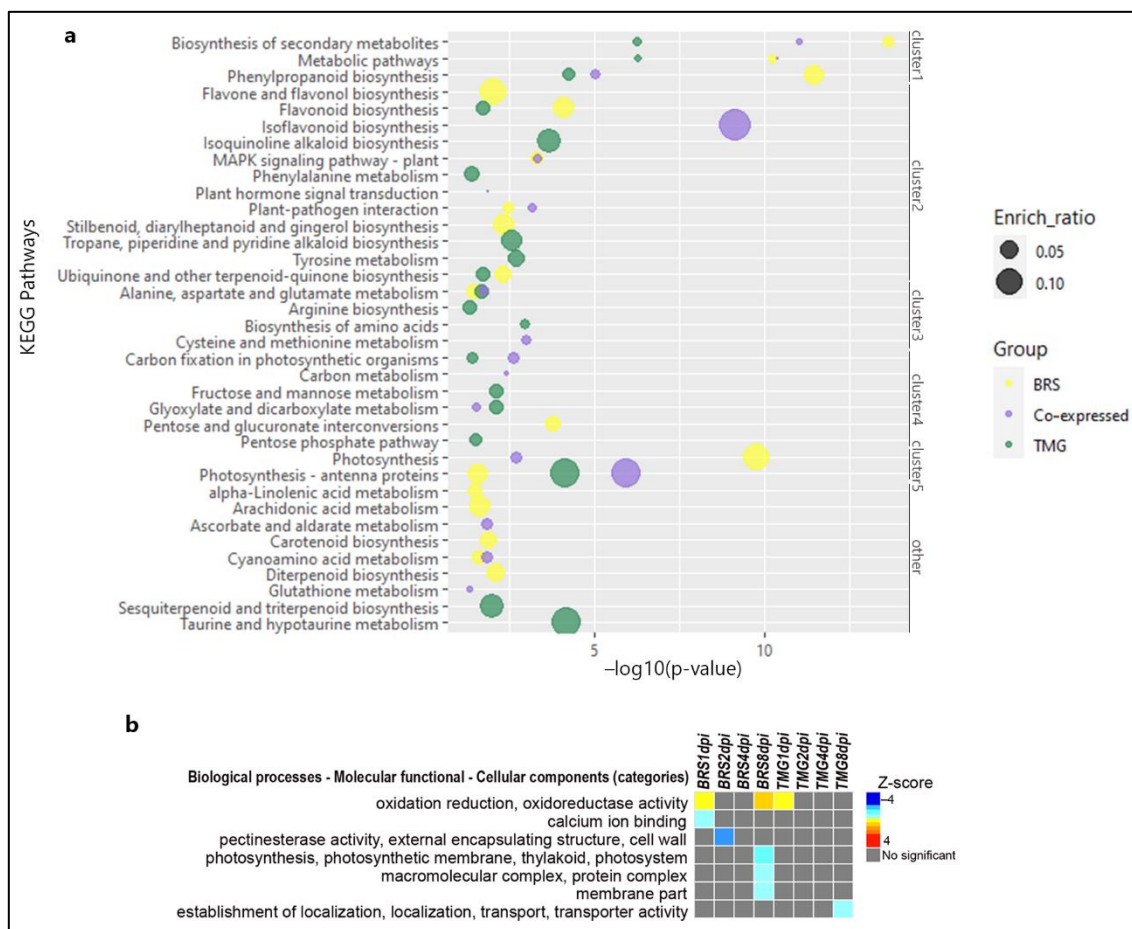 a
Biosynthesis of secondary metabolites
Metabolic pathways
Phenylpropanoid biosynthesis
Flavone and flavonol biosynthesis
Flavonoid biosynthesis
Isoflavonoid biosynthesis
Isoquinoline alkaloid biosynthesis
MAPK signaling pathway - plant
Phenylalanine metabolism
Plant hormone signal transduction
Plant-pathogen interaction
Stilbenoid, diarylheptanoid and gingerol biosynthesis
Tropane, piperidine and pyridine alkaloid biosynthesis
Tyrosine metabolism
Ubiquinone and other terpenoid-quinone biosynthesis
Alanine, aspartate and glutamate metabolism
Arginine biosynthesis
Biosynthesis of amino acids
Cysteine and methionine metabolism
Carbon fixation in photosynthetic organisms
Carbon metabolism
Fructose and mannose metabolism
Glyoxylate and dicarboxylate metabolism
Pentose and glucuronate interconversions
Pentose phosphate pathway
Photosynthesis
Photosynthesis - antenna proteins
alpha-Linolenic acid metabolism
Arachidonic acid metabolism
Ascorbate and aldarate metabolism
Carotenoid biosynthesis
Cyanoamino acid metabolism
Diterpenoid biosynthesis
Glutathione metabolism
Sesquiterpenoid and triterpenoid biosynthesis
Taurine and hypotaurine metabolism
KEGG Pathways
5 10
–log10(p-value)
cluster1
cluster2
cluster3
cluster4
cluster5
other
Enrich_ratio
0.05
0.10
Group
BRS
Co-expressed
TMG
b
BRS1dpi BRS2dpi BRS4dpi BRS8dpi TMG1dpi TMG2dpi TMG4dpi TMG8dpi
Biological processes - Molecular functional - Cellular components (categories)
oxidation reduction, oxidoreductase activity
calcium ion binding
pectinesterase activity, external encapsulating structure, cell wall
photosynthesis, photosynthetic membrane, thylakoid, photosystem
macromolecular complex, protein complex
membrane part
establishment of localization, localization, transport, transporter activity
Z-score
–4
4
No significant